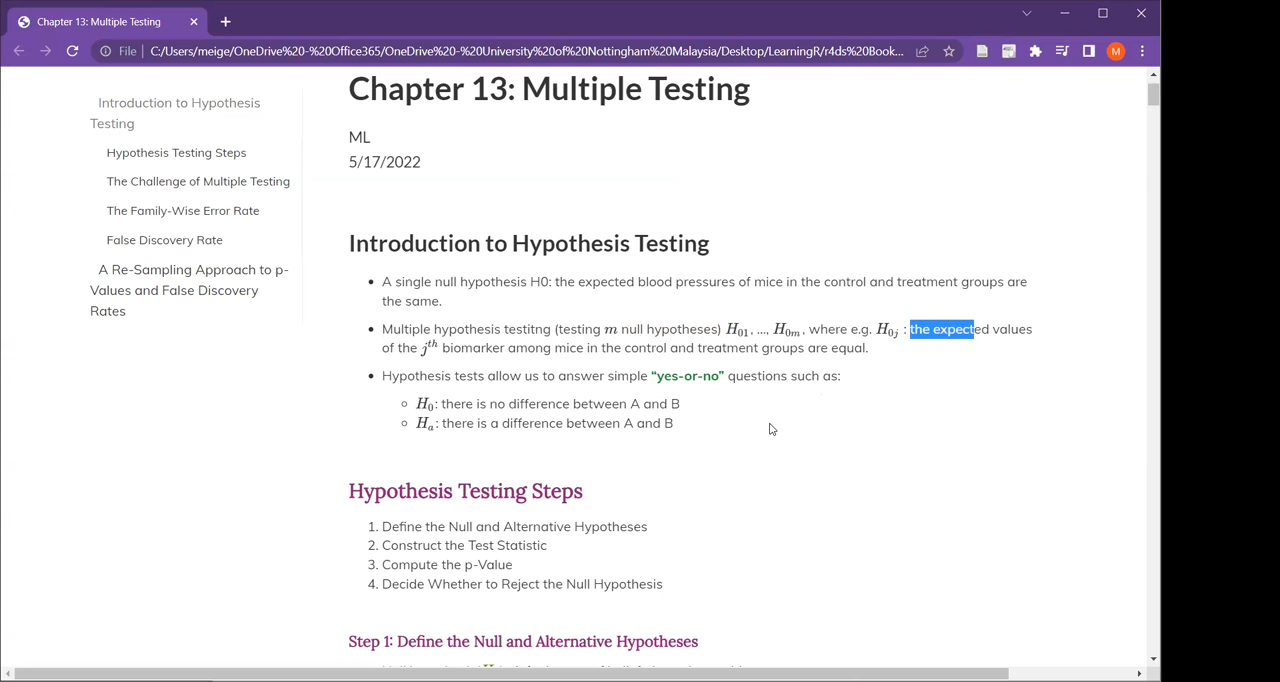 Chapter 13: Multiple Testing
File
C:/Users/meige/OneDrive%20-%20Office365/OneDrive%20-%20University%20of%20Nottingham%20Malaysia/Desktop/LearningR/r4ds%20Book...
M
Introduction to Hypothesis
Testing
Hypothesis Testing Steps
The Challenge of Multiple Testing
The Family-Wise Error Rate
False Discovery Rate
A Re-Sampling Approach to p-
Values and False Discovery
Rates
Chapter 13: Multiple Testing
ML
5/17/2022
Introduction to Hypothesis Testing
• A single null hypothesis H0: the expected blood pressures of mice in the control and treatment groups are
the same.
• Multiple hypothesis testitng (testing m null hypotheses) H01, ..., H0m, where e.g. H0j : the expected values
of the jth biomarker among mice in the control and treatment groups are equal.
• Hypothesis tests allow us to answer simple “yes-or-no” questions such as:
◦ H0: there is no difference between A and B
◦ Ha: there is a difference between A and B
Hypothesis Testing Steps
1. Define the Null and Alternative Hypotheses
2. Construct the Test Statistic
3. Compute the p-Value
4. Decide Whether to Reject the Null Hypothesis
Step 1: Define the Null and Alternative Hypotheses